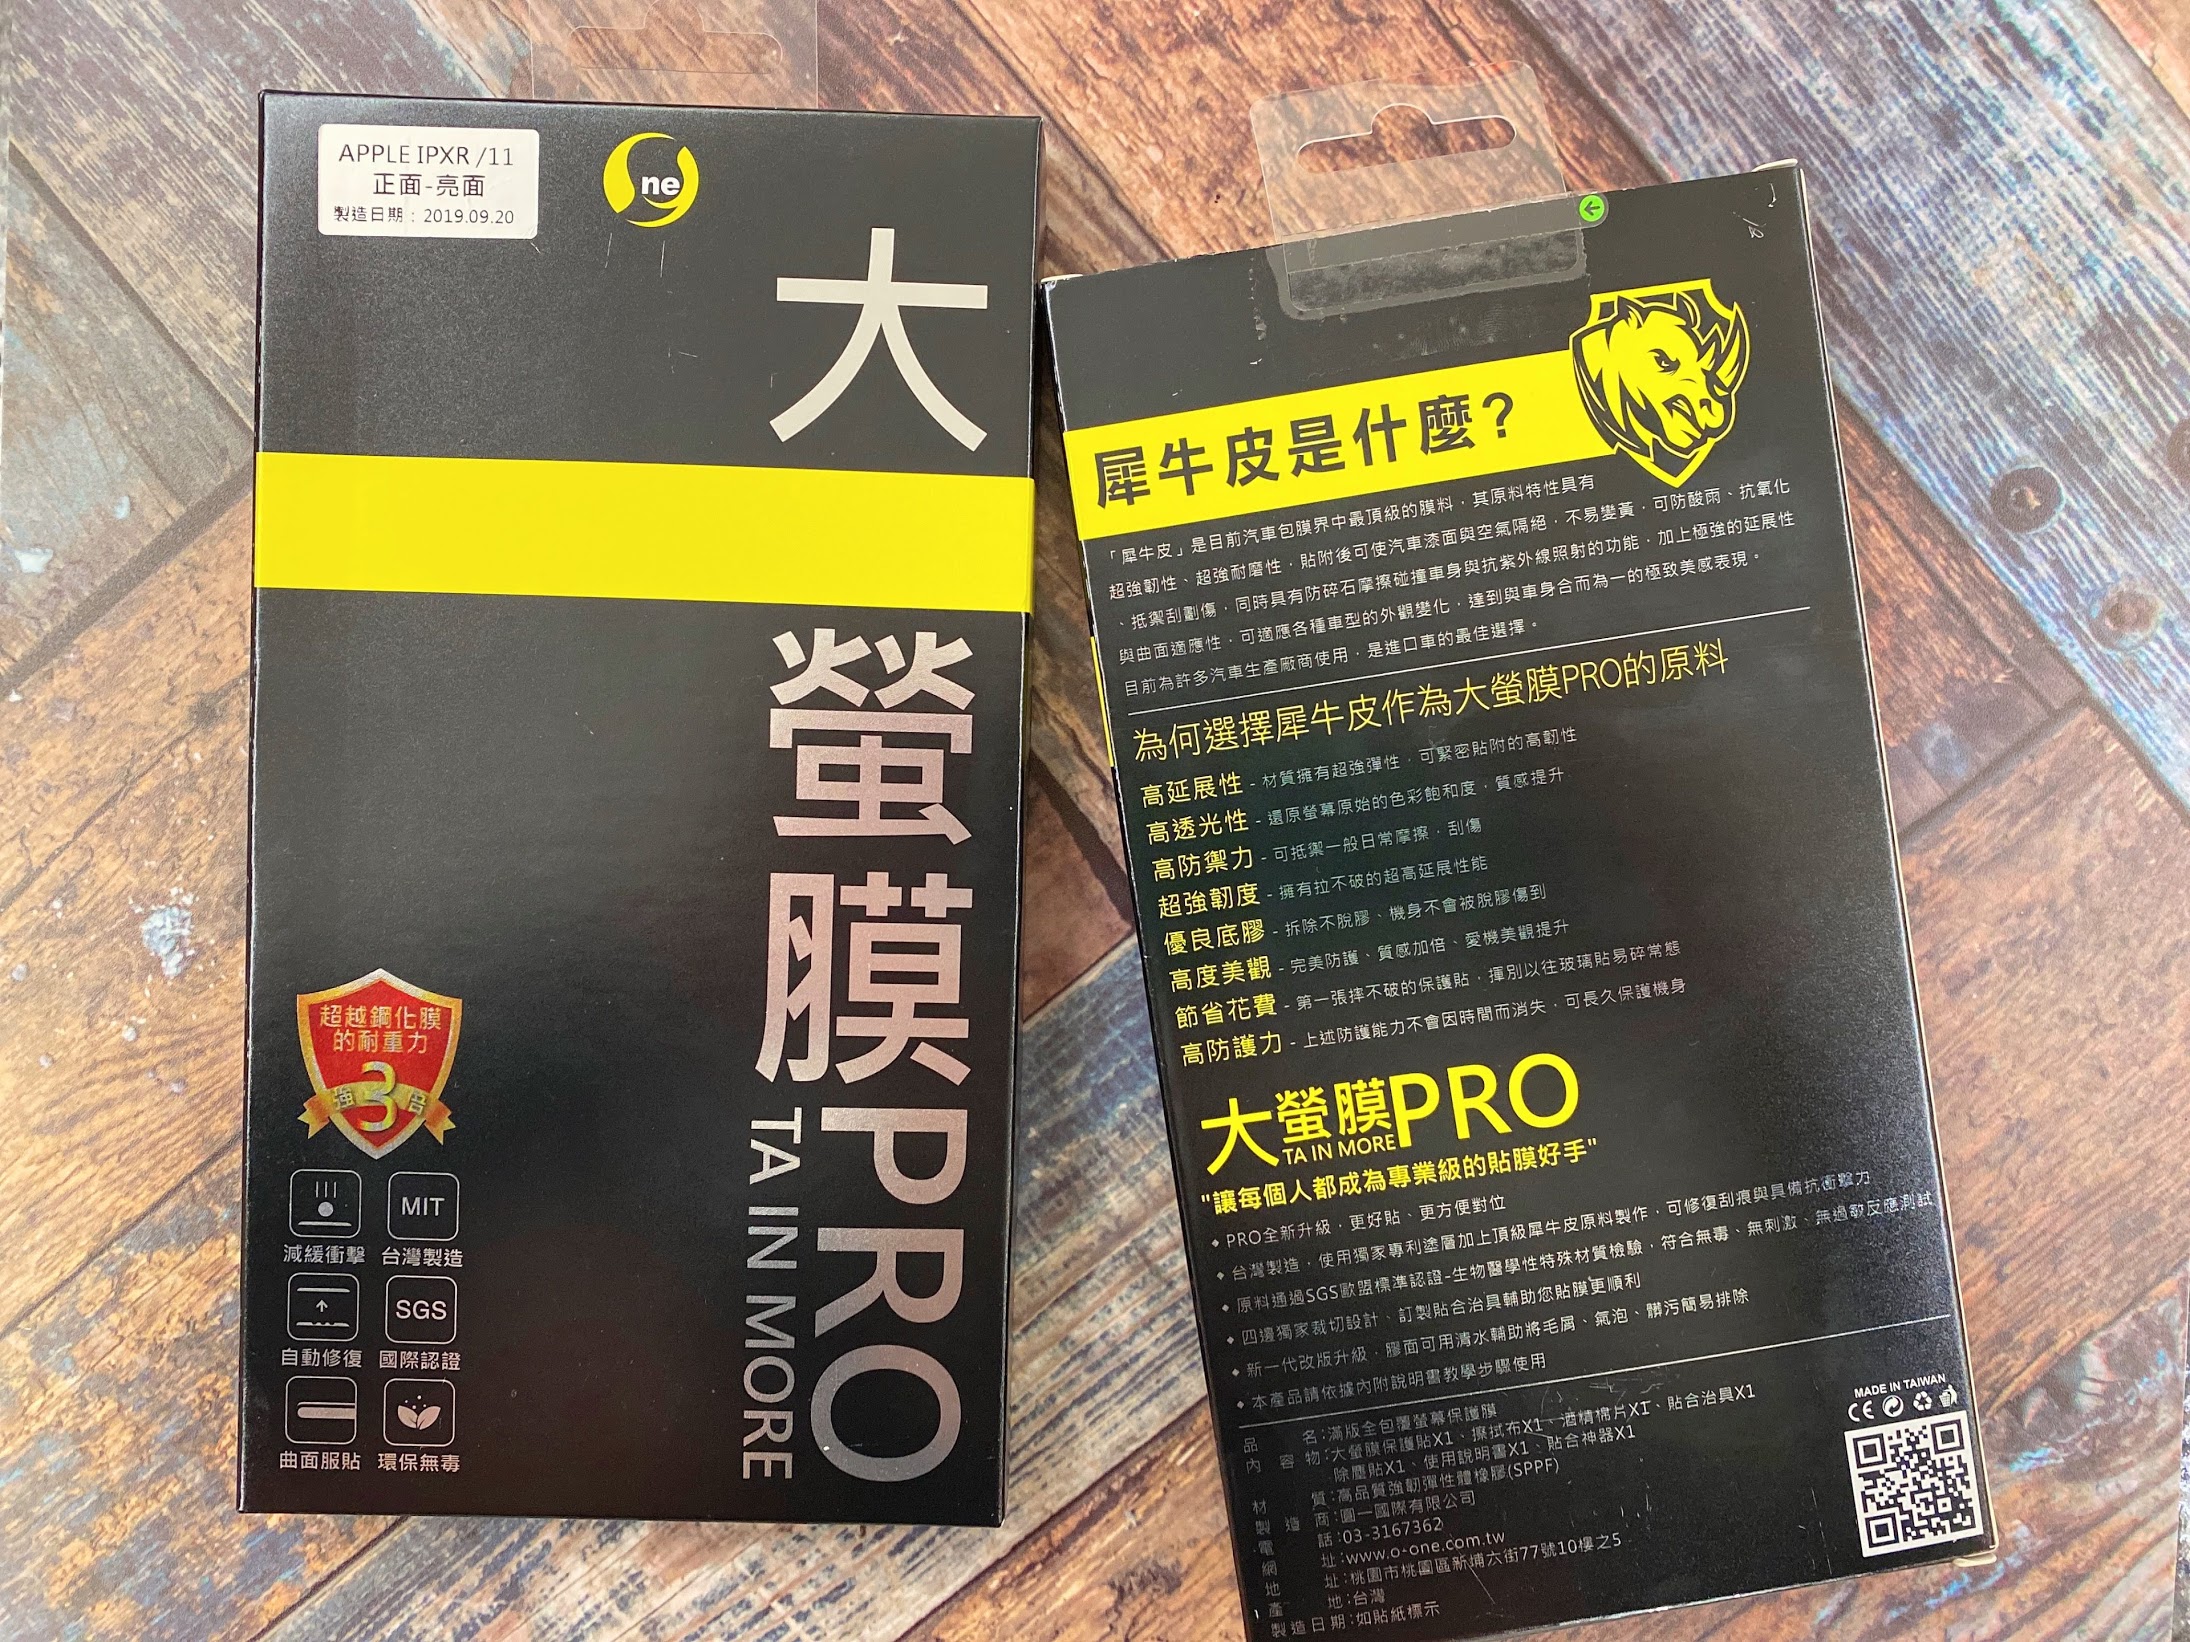 APPLE IPXR /11
正面-亮面
製造日期：2019.09.20
One
大螢膜PRO
TA IN MORE
超越鋼化膜
的耐重力
強3倍
減緩衝擊
MIT
台灣製造
自動修復
SGS
國際認證
曲面服貼
環保無毒
犀牛皮是什麼?
「犀牛皮」是目前汽車包膜界中最頂級的膜料，其原料特性具有
超強韌性、超強耐磨性，貼附後可使汽車漆面與空氣隔絕，不易變黃，可防酸雨、抗氧化
、抵禦刮劃傷，同時具有防碎石摩擦碰撞車身與抗紫外線照射的功能，加上極強的延展性
與曲面適應性，可適應各種車型的外觀變化，達到與車身合而為一的極致美感表現。
目前為許多汽車生產廠商使用，是進口車的最佳選擇。
為何選擇犀牛皮作為大螢膜PRO的原料
高延展性 - 材質擁有超強彈性，可緊密貼附的高韌性
高透光性 - 還原螢幕原始的色彩飽和度，質感提升
高防禦力 - 可抵禦一般日常摩擦，刮傷
超強韌度 - 擁有拉不破的超高延展性能
優良底膠 - 拆除不脫膠、機身不會被脫膠傷到
高度美觀 - 完美防護、質感加倍、愛機美觀提升
節省花費 - 第一張摔不破的保護貼，揮別以往玻璃貼易碎常態
高防護力 - 上述防護能力不會因時間而消失，可長久保護機身
大螢膜PRO
TA IN MORE
"讓每個人都成為專業級的貼膜好手"
◆ PRO全新升級，更好貼、更方便對位
◆ 台灣製造，使用獨家專利塗層加上頂級犀牛皮原料製作，可修復刮痕與具備抗衝擊力
◆ 原料通過SGS歐盟標準認證-生物醫學性特殊材質檢驗，符合無毒、無刺激、無過敏反應測試
◆ 四邊獨家裁切設計、訂製貼合治具輔助您貼膜更順利
◆ 新一代改版升級，膠面可用清水輔助將毛屑、氣泡、髒污簡易排除
◆ 本產品請依據內附說明書教學步驟使用
品名：滿版全包覆螢幕保護膜
內容物：大螢膜保護貼X1、擦拭布X1、酒精棉片X1、貼合治具X1
除塵貼X1、使用說明書X1、貼合神器X1
材質：高品質強韌彈性體橡膠(SPPF)
製造商：圓一國際有限公司
電話：03-3167362
網址：www.o-one.com.tw
地址：桃園市桃園區新埔六街77號10樓之5
產地：台灣
製造日期：如貼紙標示
MADE IN TAIWAN
CE